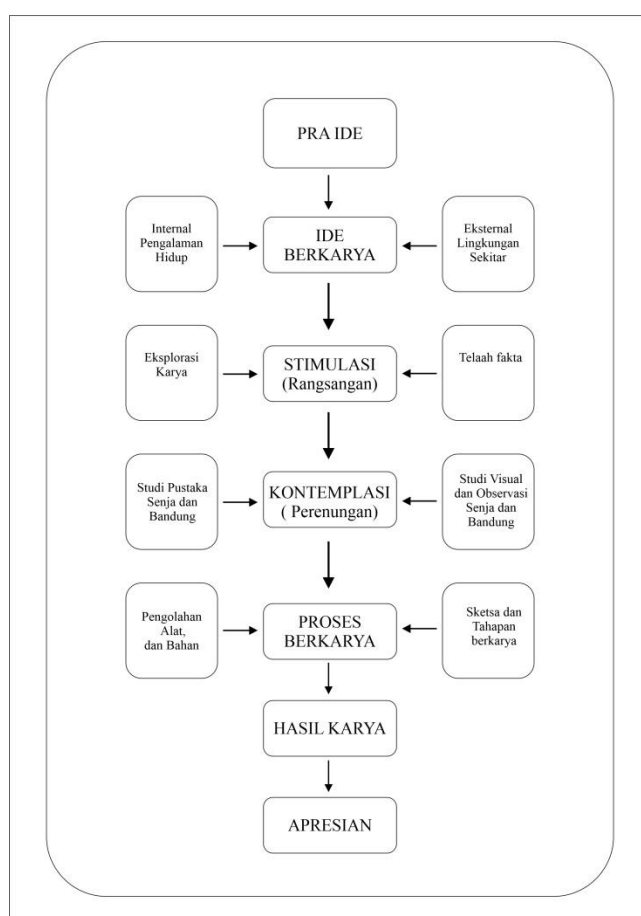 PRA IDE
Internal
Pengalaman
Hidup
IDE
BERKARYA
Eksternal
Lingkungan
Sekitar
Eksplorasi
Karya
STIMULASI
(Rangsangan)
Telaah fakta
Studi Pustaka
Senja dan
Bandung
KONTEMPLASI
( Perenungan)
Studi Visual
dan Observasi
Senja dan
Bandung
Pengolahan
Alat,
dan Bahan
PROSES
BERKARYA
Sketsa dan
Tahapan
berkarya
HASIL KARYA
APRESIAN